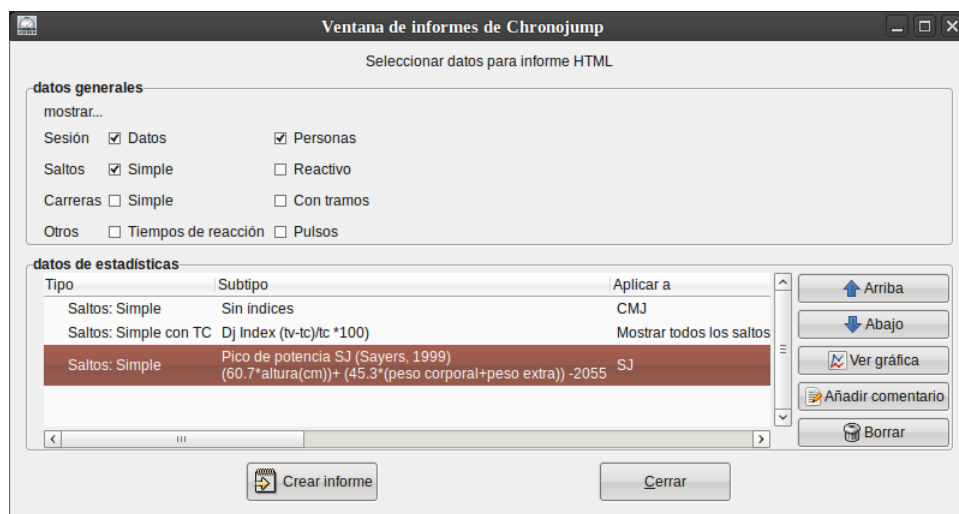 Ventana de informes de Chronojump
Seleccionar datos para informe HTML
datos generales
mostrar...
Sesión Datos Personas
Saltos Simple Reactivo
Carreras Simple Con tramos
Otros Tiempos de reacción Pulsos
datos de estadísticas
Tipo Subtipo Aplicar a
Saltos: Simple Sin índices CMJ
Saltos: Simple con TC Dj Index (tv-tc)/tc *100) Mostrar todos los saltos
Saltos: Simple Pico de potencia SJ (Sayers, 1999) SJ
(60.7*altura(cm))+ (45.3*(peso corporal+peso extra)) -2055
Arriba
Abajo
Ver gráfica
Añadir comentario
Borrar
Crear informe Cerrar